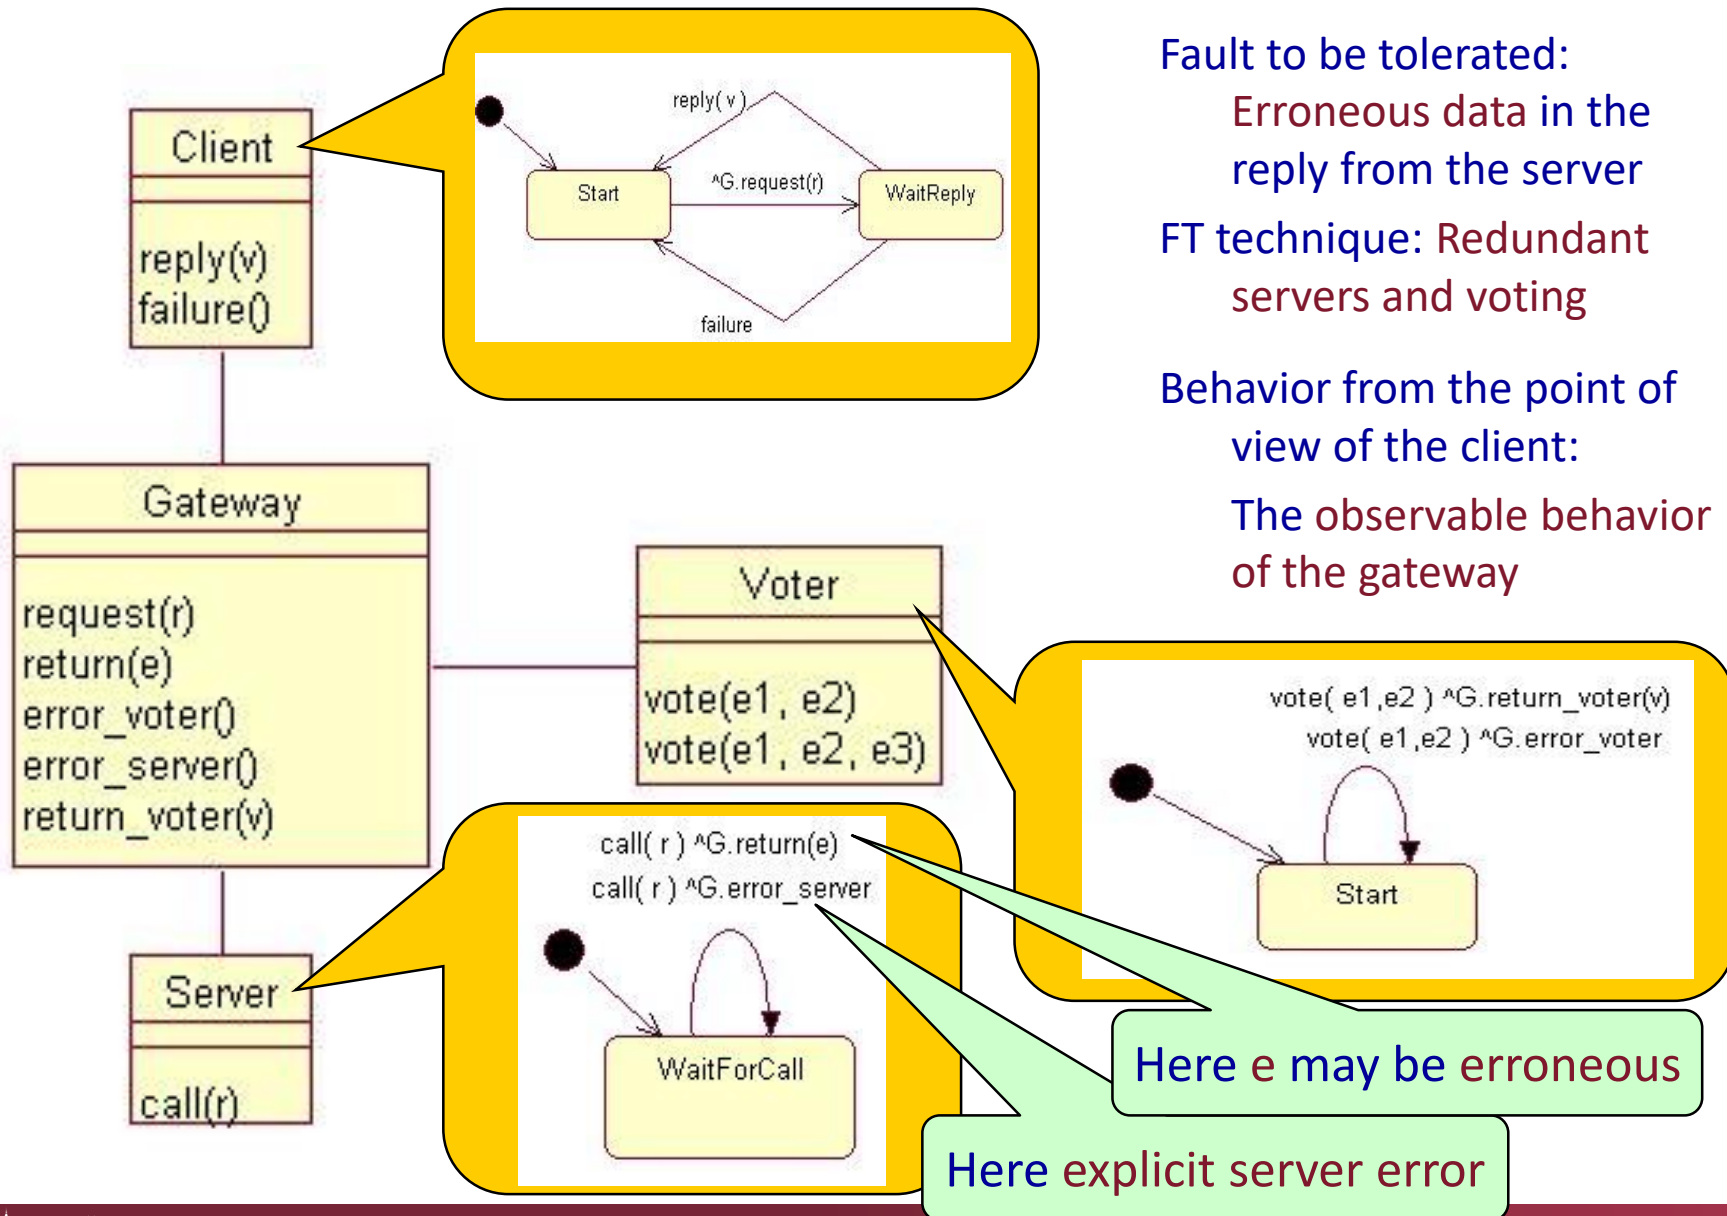 Client
reply(v)
failure()
reply( v )
Start
^G.request(r)
WaitReply
failure
Fault to be tolerated:
Erroneous data in the
reply from the server
FT technique: Redundant
servers and voting
Behavior from the point of
view of the client:
The observable behavior
of the gateway
Gateway
request(r)
return(e)
error_voter()
error_server()
return_voter(v)
Voter
vote(e1, e2)
vote(e1, e2, e3)
vote( e1,e2 ) ^G.return_voter(v)
vote( e1,e2 ) ^G.error_voter
Start
Server
call(r)
call( r ) ^G.return(e)
call( r ) ^G.error_server
WaitForCall
Here e may be erroneous
Here explicit server error